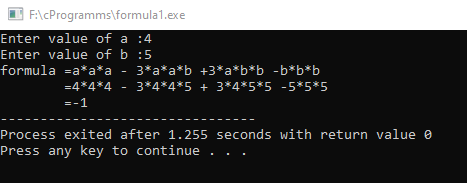 F:\cProgramms\formula1.exe
Enter value of a :4
Enter value of b :5
formula =a*a*a - 3*a*a*b +3*a*b*b -b*b*b
        =4*4*4 - 3*4*4*5 + 3*4*5*5 -5*5*5
        =-1
--------------------------------
Process exited after 1.255 seconds with return value 0
Press any key to continue . . .